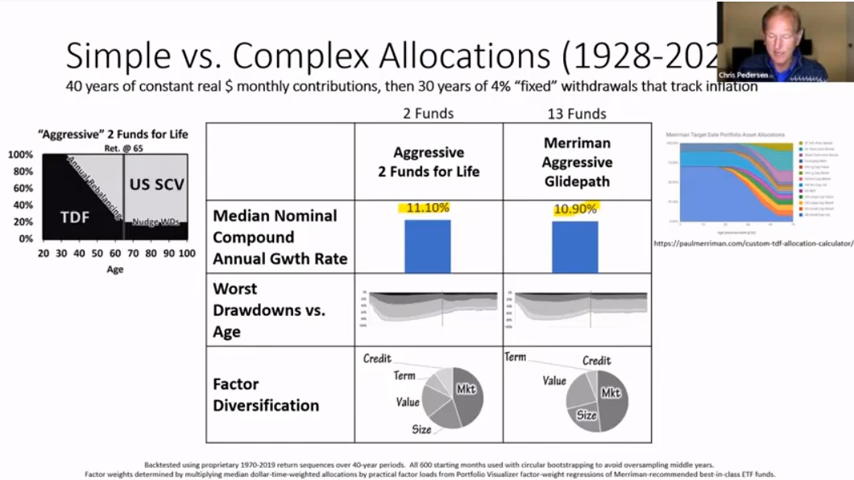 Simple vs. Complex Allocations (1928-202
Chris Pedersen
40 years of constant real $ monthly contributions, then 30 years of 4% “fixed” withdrawals that track inflation
2 Funds
13 Funds
“Aggressive” 2 Funds for Life
Ret. @ 65
100%
80%
60%
40%
20%
0%
Annual Rebalancing
TDF
US SCV
Nudge WDs
20 30 40 50 60 70 80 90 100
Age
Aggressive
2 Funds for Life
Merriman
Aggressive
Glidepath
Median Nominal
Compound
Annual Gwth Rate
11.10%
10.90%
Worst
Drawdowns vs.
Age
Factor
Diversification
Credit
Term
Value
Size
Mkt
Term
Credit
Value
Size
Mkt
Merriman Target Date Portfolio Asset Allocations
https://paulmerriman.com/custom-tdf-allocation-calculator/
Backtested using proprietary 1970-2019 return sequences over 40-year periods. All 600 starting months used with circular bootstrapping to avoid oversampling middle years.
Factor weights determined by multiplying median dollar-time-weighted allocations by practical factor loads from Portfolio Visualizer factor-weight regressions of Merriman-recommended best-in-class ETF funds.